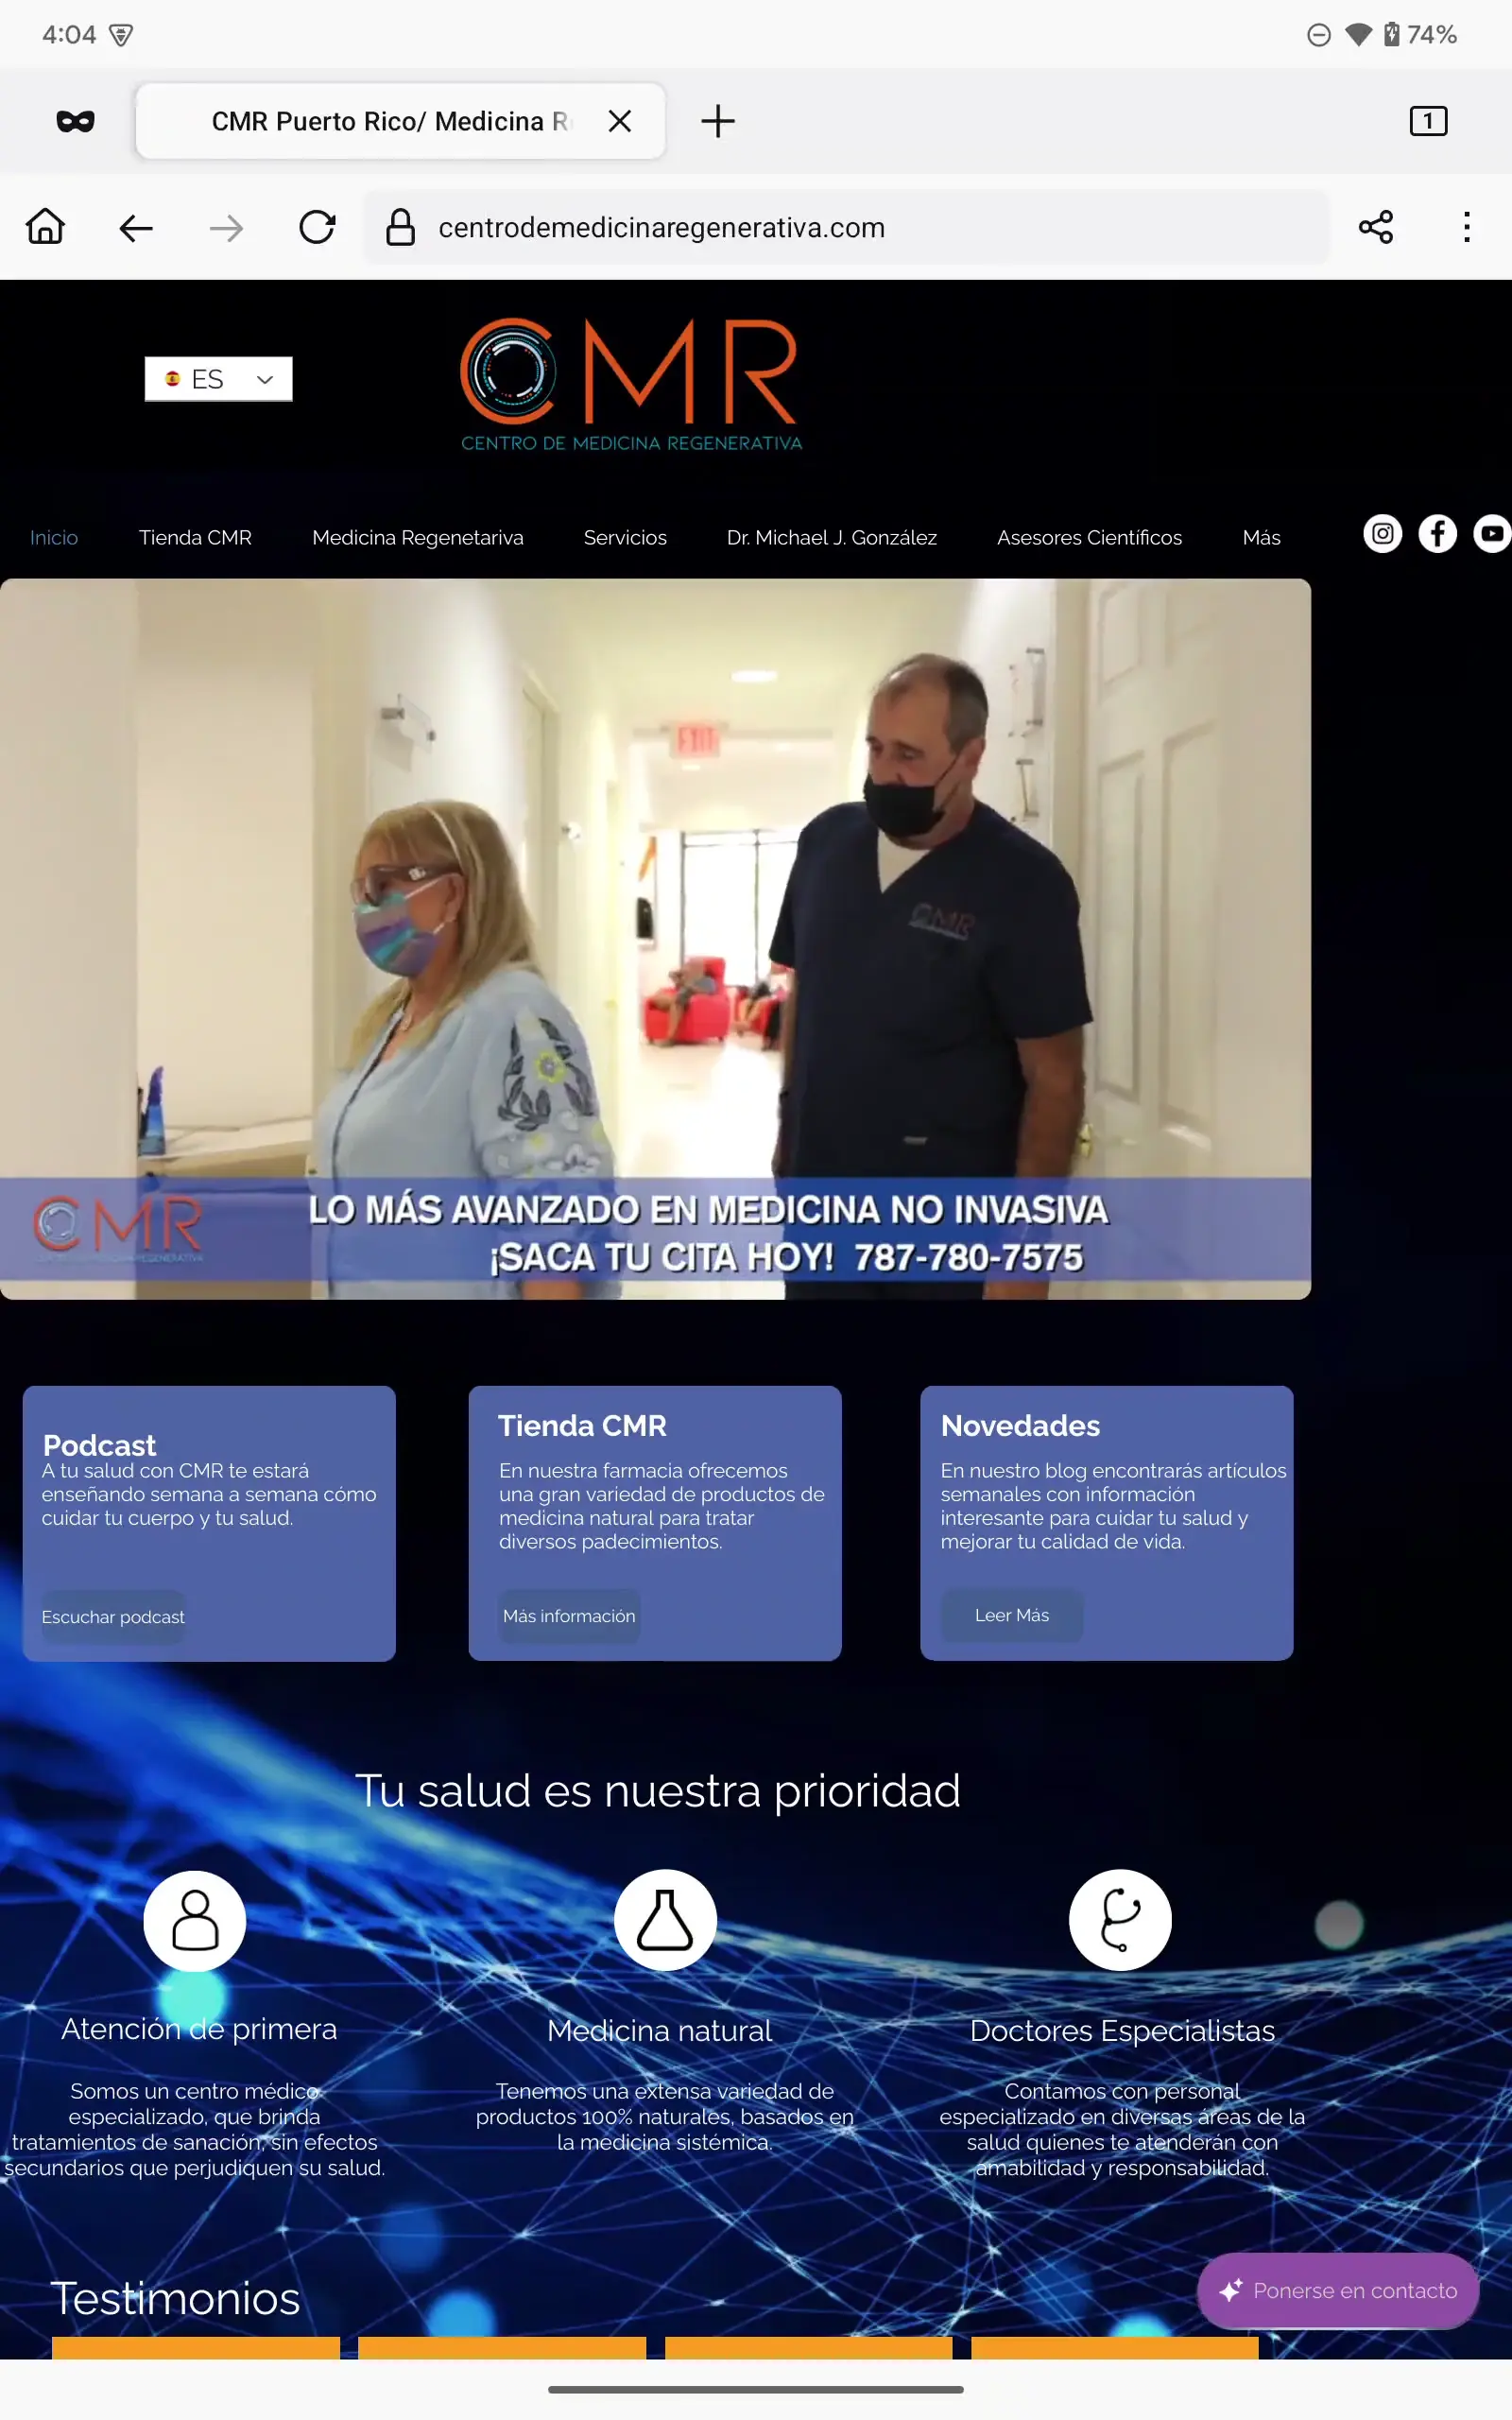 4:04
74%
CMR Puerto Rico/ Medicina R
1
centrodemedicinaregenerativa.com
ES
CMR
CENTRO DE MEDICINA REGENERATIVA
Inicio
Tienda CMR
Medicina Regenetariva
Servicios
Dr. Michael J. González
Asesores Científicos
Más
EXIT
CMR
CMR
LO MÁS AVANZADO EN MEDICINA NO INVASIVA
¡SACA TU CITA HOY! 787-780-7575
Podcast
A tu salud con CMR te estará
enseñando semana a semana cómo
cuidar tu cuerpo y tu salud.
Escuchar podcast
Tienda CMR
En nuestra farmacia ofrecemos
una gran variedad de productos de
medicina natural para tratar
diversos padecimientos.
Más información
Novedades
En nuestro blog encontrarás artículos
semanales con información
interesante para cuidar tu salud y
mejorar tu calidad de vida.
Leer Más
Tu salud es nuestra prioridad
Atención de primera
Somos un centro médico
especializado, que brinda
tratamientos de sanación, sin efectos
secundarios que perjudiquen su salud.
Medicina natural
Tenemos una extensa variedad de
productos 100% naturales, basados en
la medicina sistémica.
Doctores Especialistas
Contamos con personal
especializado en diversas áreas de la
salud quienes te atenderán con
amabilidad y responsabilidad.
Testimonios
Ponerse en contacto